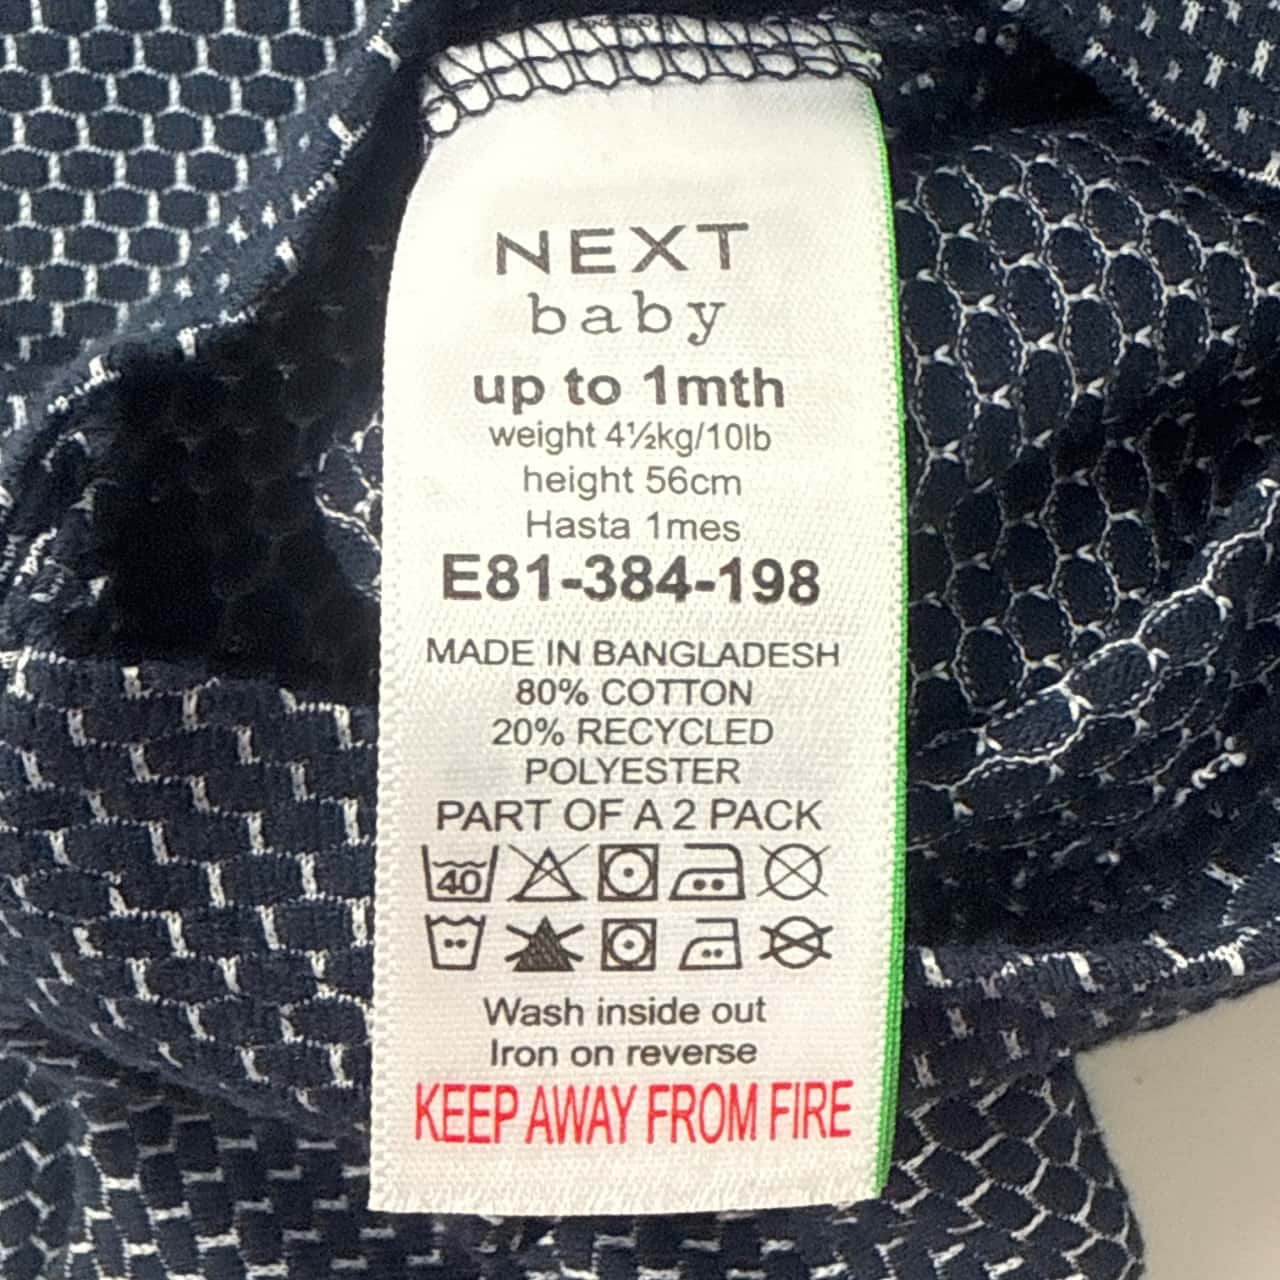 NEXT
baby
up to 1mth
weight 4½kg/10lb
height 56cm
Hasta 1mes
E81-384-198
MADE IN BANGLADESH
80% COTTON
20% RECYCLED
POLYESTER
PART OF A 2 PACK
40
Wash inside out
Iron on reverse
KEEP AWAY FROM FIRE